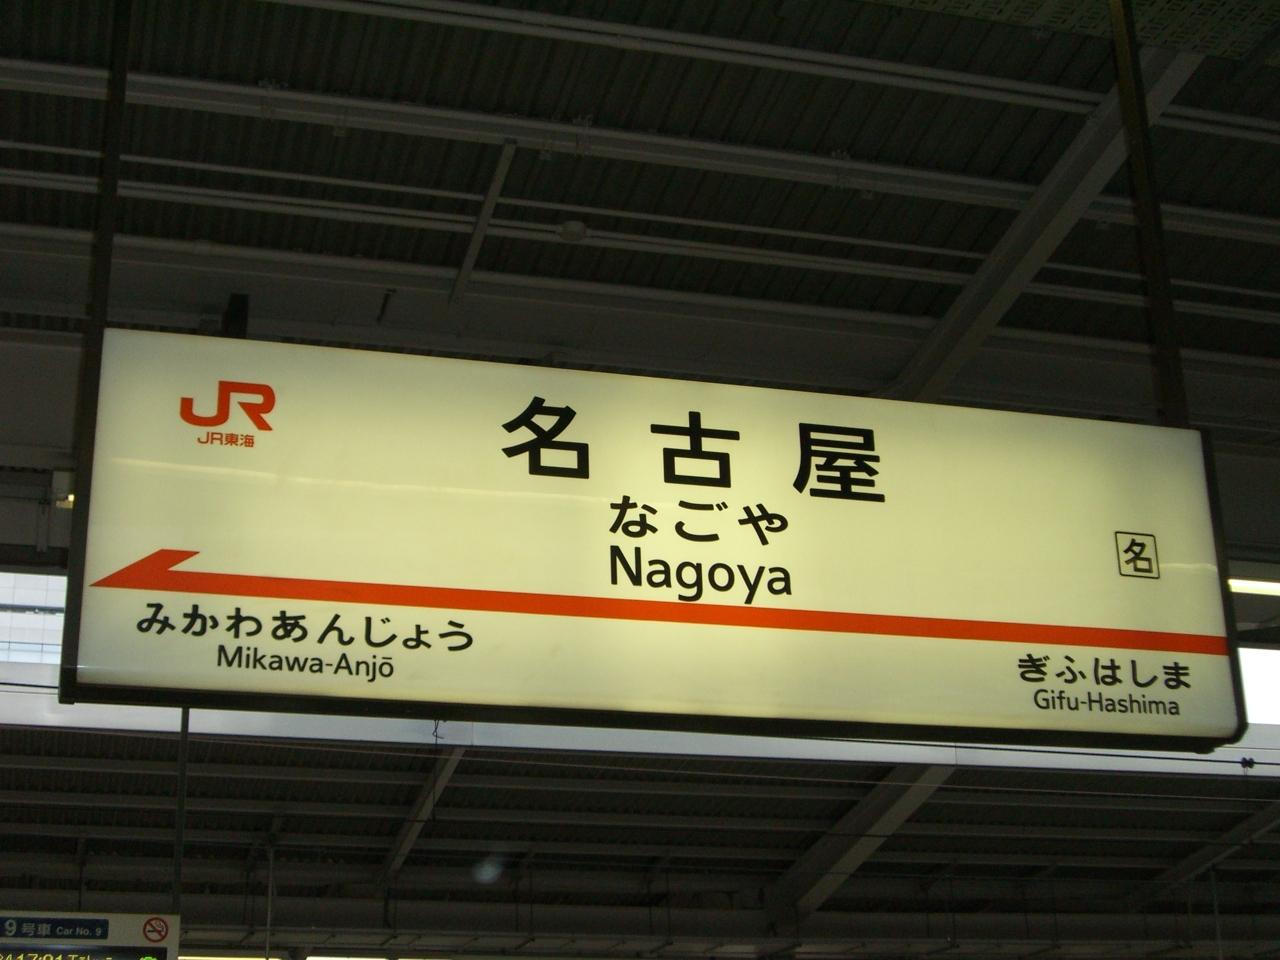 JR
JR東海
名古屋
なごや
Nagoya
名
みかわあんじょう
Mikawa-Anjō
ぎふはしま
Gifu-Hashima
9号車 Car No. 9